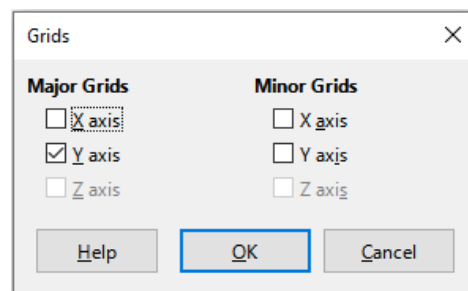 Grids
Major Grids Minor Grids
X axis X axis
Y axis Y axis
Z axis Z axis
Help OK Cancel